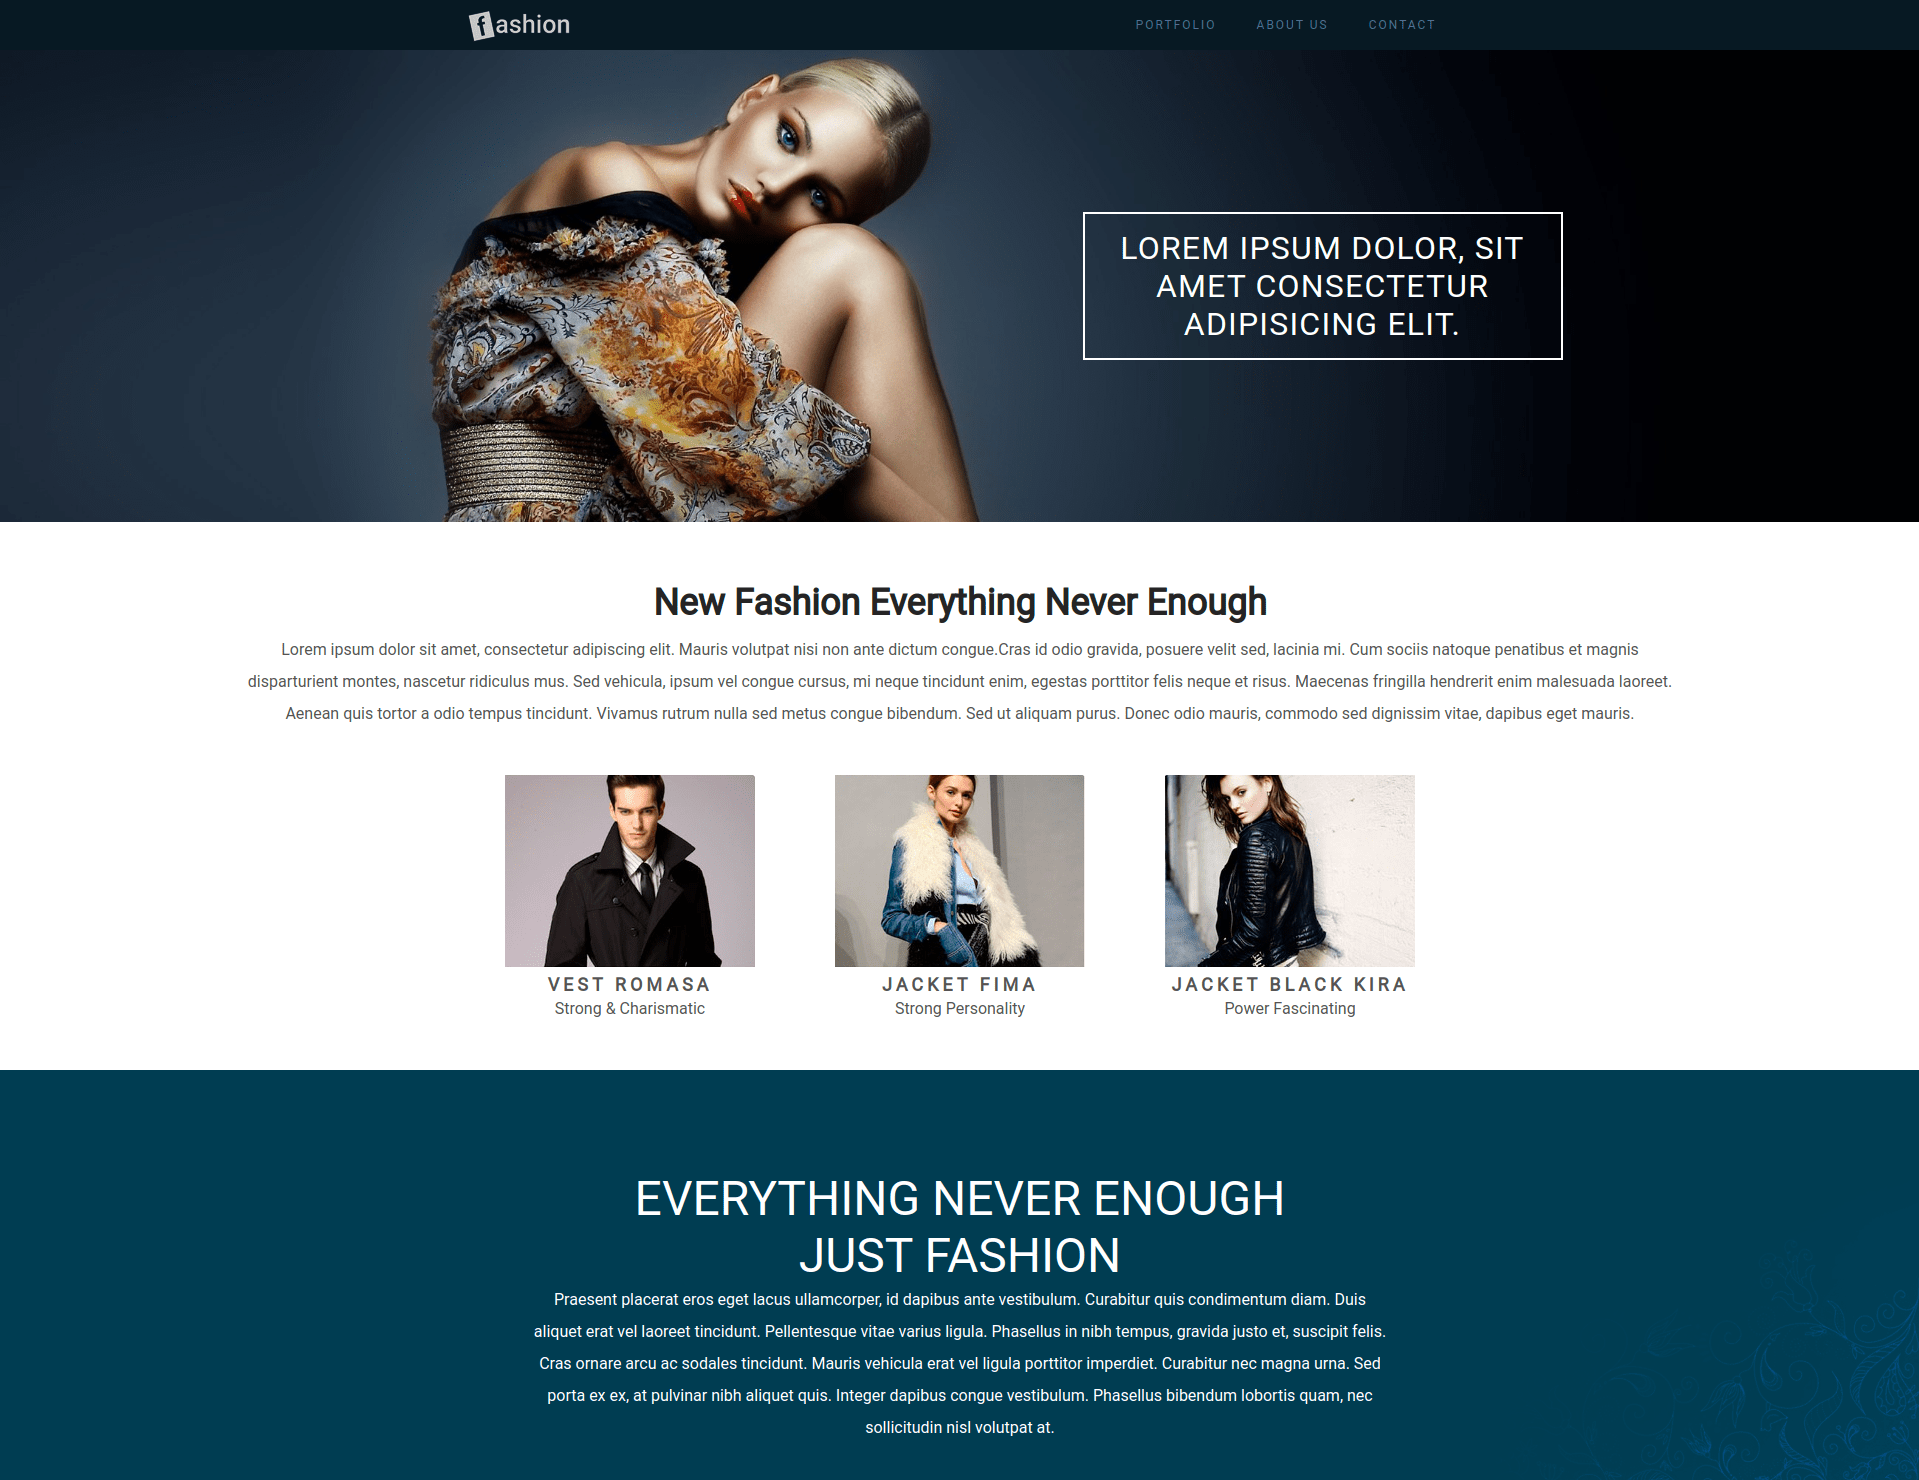 fashion
PORTFOLIO ABOUT US CONTACT
LOREM IPSUM DOLOR, SIT
AMET CONSECTETUR
ADIPISICING ELIT.
New Fashion Everything Never Enough
Lorem ipsum dolor sit amet, consectetur adipiscing elit. Mauris volutpat nisi non ante dictum congue.Cras id odio gravida, posuere velit sed, lacinia mi. Cum sociis natoque penatibus et magnis
disparturient montes, nascetur ridiculus mus. Sed vehicula, ipsum vel congue cursus, mi neque tincidunt enim, egestas porttitor felis neque et risus. Maecenas fringilla hendrerit enim malesuada laoreet.
Aenean quis tortor a odio tempus tincidunt. Vivamus rutrum nulla sed metus congue bibendum. Sed ut aliquam purus. Donec odio mauris, commodo sed dignissim vitae, dapibus eget mauris.
VEST ROMASA
Strong & Charismatic
JACKET FIMA
Strong Personality
JACKET BLACK KIRA
Power Fascinating
EVERYTHING NEVER ENOUGH
JUST FASHION
Praesent placerat eros eget lacus ullamcorper, id dapibus ante vestibulum. Curabitur quis condimentum diam. Duis
aliquet erat vel laoreet tincidunt. Pellentesque vitae varius ligula. Phasellus in nibh tempus, gravida justo et, suscipit felis.
Cras ornare arcu ac sodales tincidunt. Mauris vehicula erat vel ligula porttitor imperdiet. Curabitur nec magna urna. Sed
porta ex ex, at pulvinar nibh aliquet quis. Integer dapibus congue vestibulum. Phasellus bibendum lobortis quam, nec
sollicitudin nisl volutpat at.